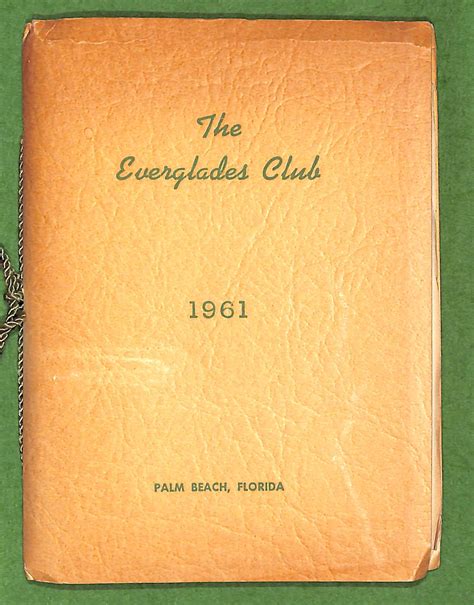 The
Everglades Club
1961
PALM BEACH, FLORIDA